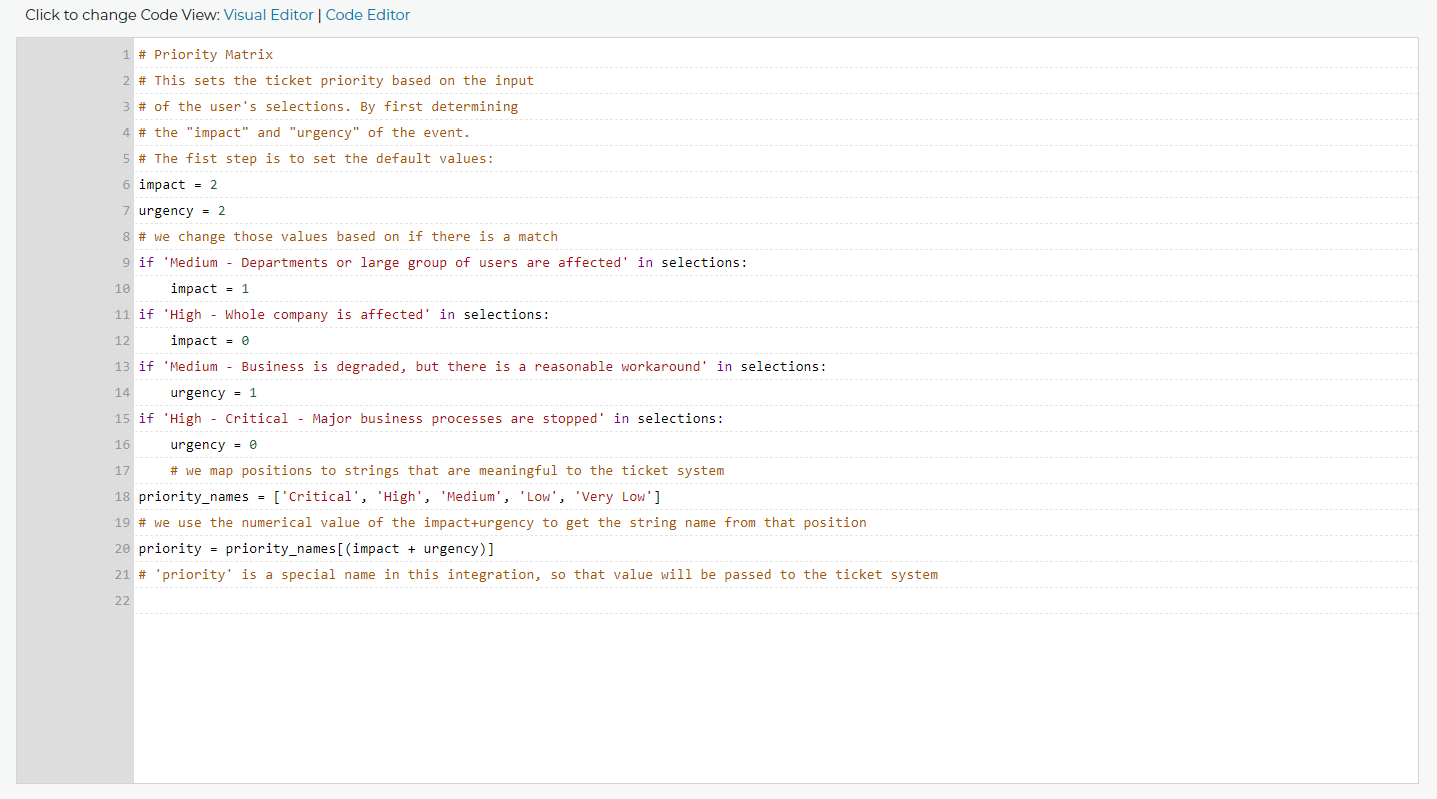 Click to change Code View: Visual Editor | Code Editor
1 # Priority Matrix
2 # This sets the ticket priority based on the input
3 # of the user's selections. By first determining
4 # the "impact" and "urgency" of the event.
5 # The fist step is to set the default values:
6 impact = 2
7 urgency = 2
8 # we change those values based on if there is a match
9 if 'Medium - Departments or large group of users are affected' in selections:
10     impact = 1
11 if 'High - Whole company is affected' in selections:
12     impact = 0
13 if 'Medium - Business is degraded, but there is a reasonable workaround' in selections:
14     urgency = 1
15 if 'High - Critical - Major business processes are stopped' in selections:
16     urgency = 0
17     # we map positions to strings that are meaningful to the ticket system
18 priority_names = ['Critical', 'High', 'Medium', 'Low', 'Very Low']
19 # we use the numerical value of the impact+urgency to get the string name from that position
20 priority = priority_names[(impact + urgency)]
21 # 'priority' is a special name in this integration, so that value will be passed to the ticket system
22